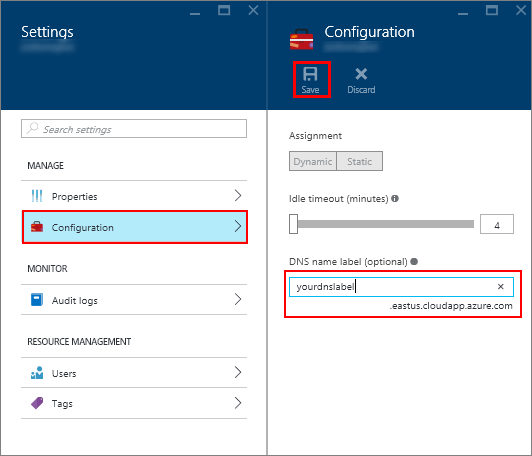 Settings
Search settings
MANAGE
Properties
Configuration
MONITOR
Audit logs
RESOURCE MANAGEMENT
Users
Tags
Configuration
Save
Discard
Assignment
Dynamic Static
Idle timeout (minutes)
4
DNS name label (optional)
yourdnslabel
.eastus.cloudapp.azure.com